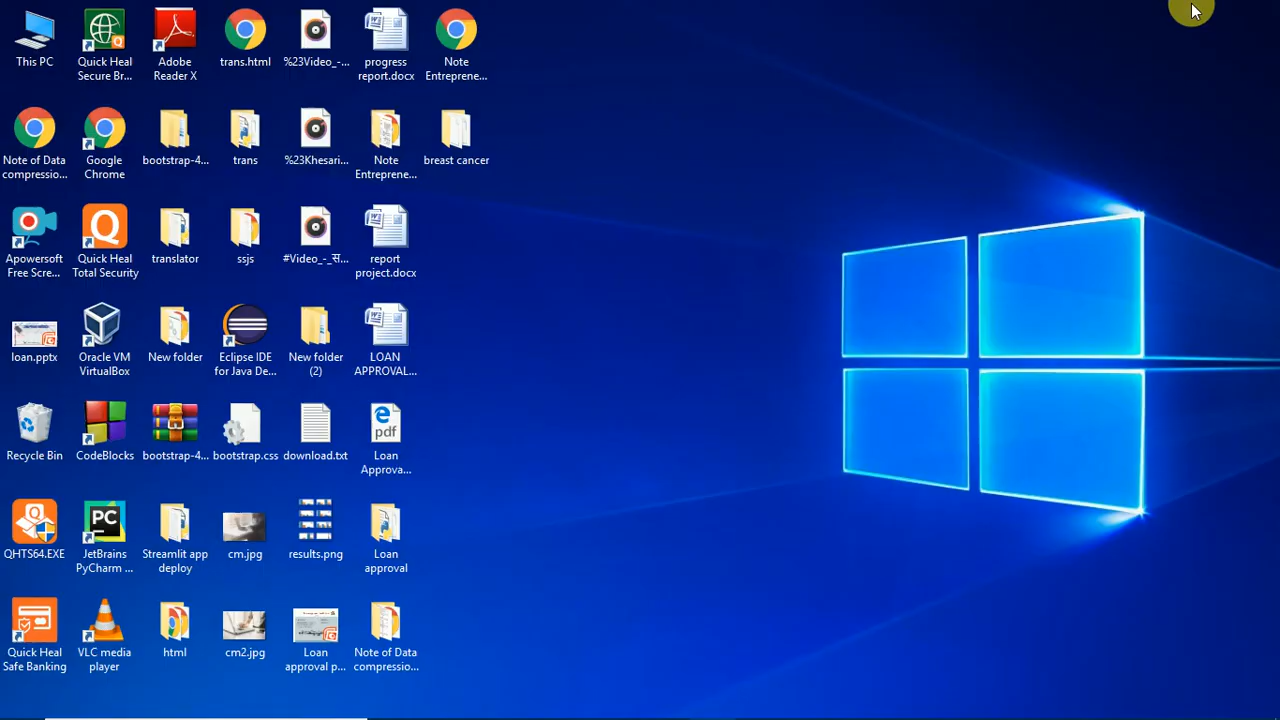 This PC
Quick Heal
Secure Br...
Adobe
Reader X
trans.html
%23Video_-...
progress
report.docx
Note
Entreprene...
Note of Data
compressio...
Google
Chrome
bootstrap-4...
trans
%23Khesari...
Note
Entreprene...
breast cancer
Apowersoft
Free Scre...
Quick Heal
Total Security
translator
ssjs
#Video_-_स...
report
project.docx
loan.pptx
Oracle VM
VirtualBox
New folder
Eclipse IDE
for Java De...
New folder
(2)
LOAN
APPROVAL...
Recycle Bin
CodeBlocks
bootstrap-4...
bootstrap.css
download.txt
pdf
Loan
Approva...
QHTS64.EXE
PC
JetBrains
PyCharm ...
Streamlit app
deploy
cm.jpg
results.png
Loan
approval
Quick Heal
Safe Banking
VLC media
player
html
cm2.jpg
Loan
approval p...
Note of Data
compressio...